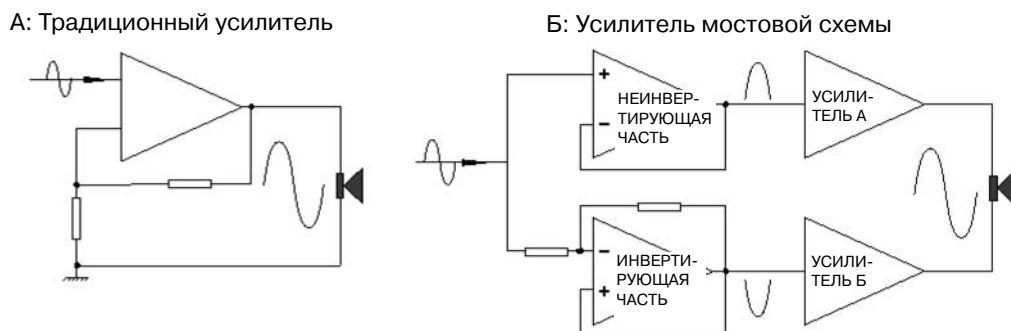 А: Традиционный усилитель
Б: Усилитель мостовой схемы
+
НЕИНВЕР-
ТИРУЮЩАЯ
ЧАСТЬ
−
УСИЛИ-
ТЕЛЬ А
−
ИНВЕРТИ-
РУЮЩАЯ
ЧАСТЬ
+
УСИЛИ-
ТЕЛЬ Б